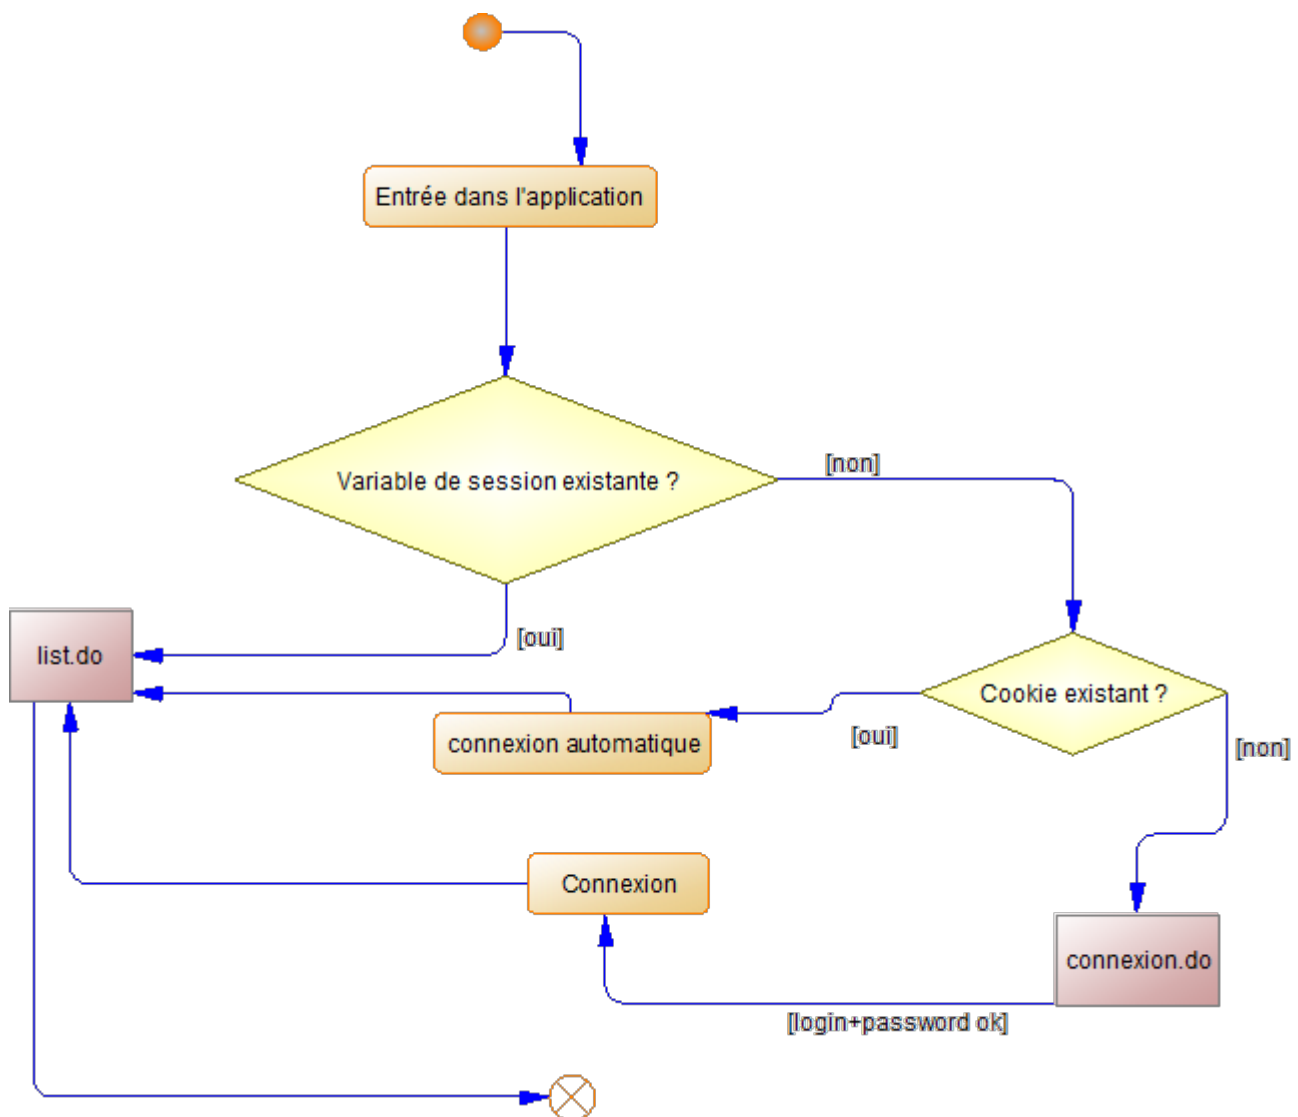 Entrée dans l'application
Variable de session existante ?
[non]
[oui]
list.do
Cookie existant ?
[oui]
connexion automatique
[non]
Connexion
connexion.do
[login+password ok]